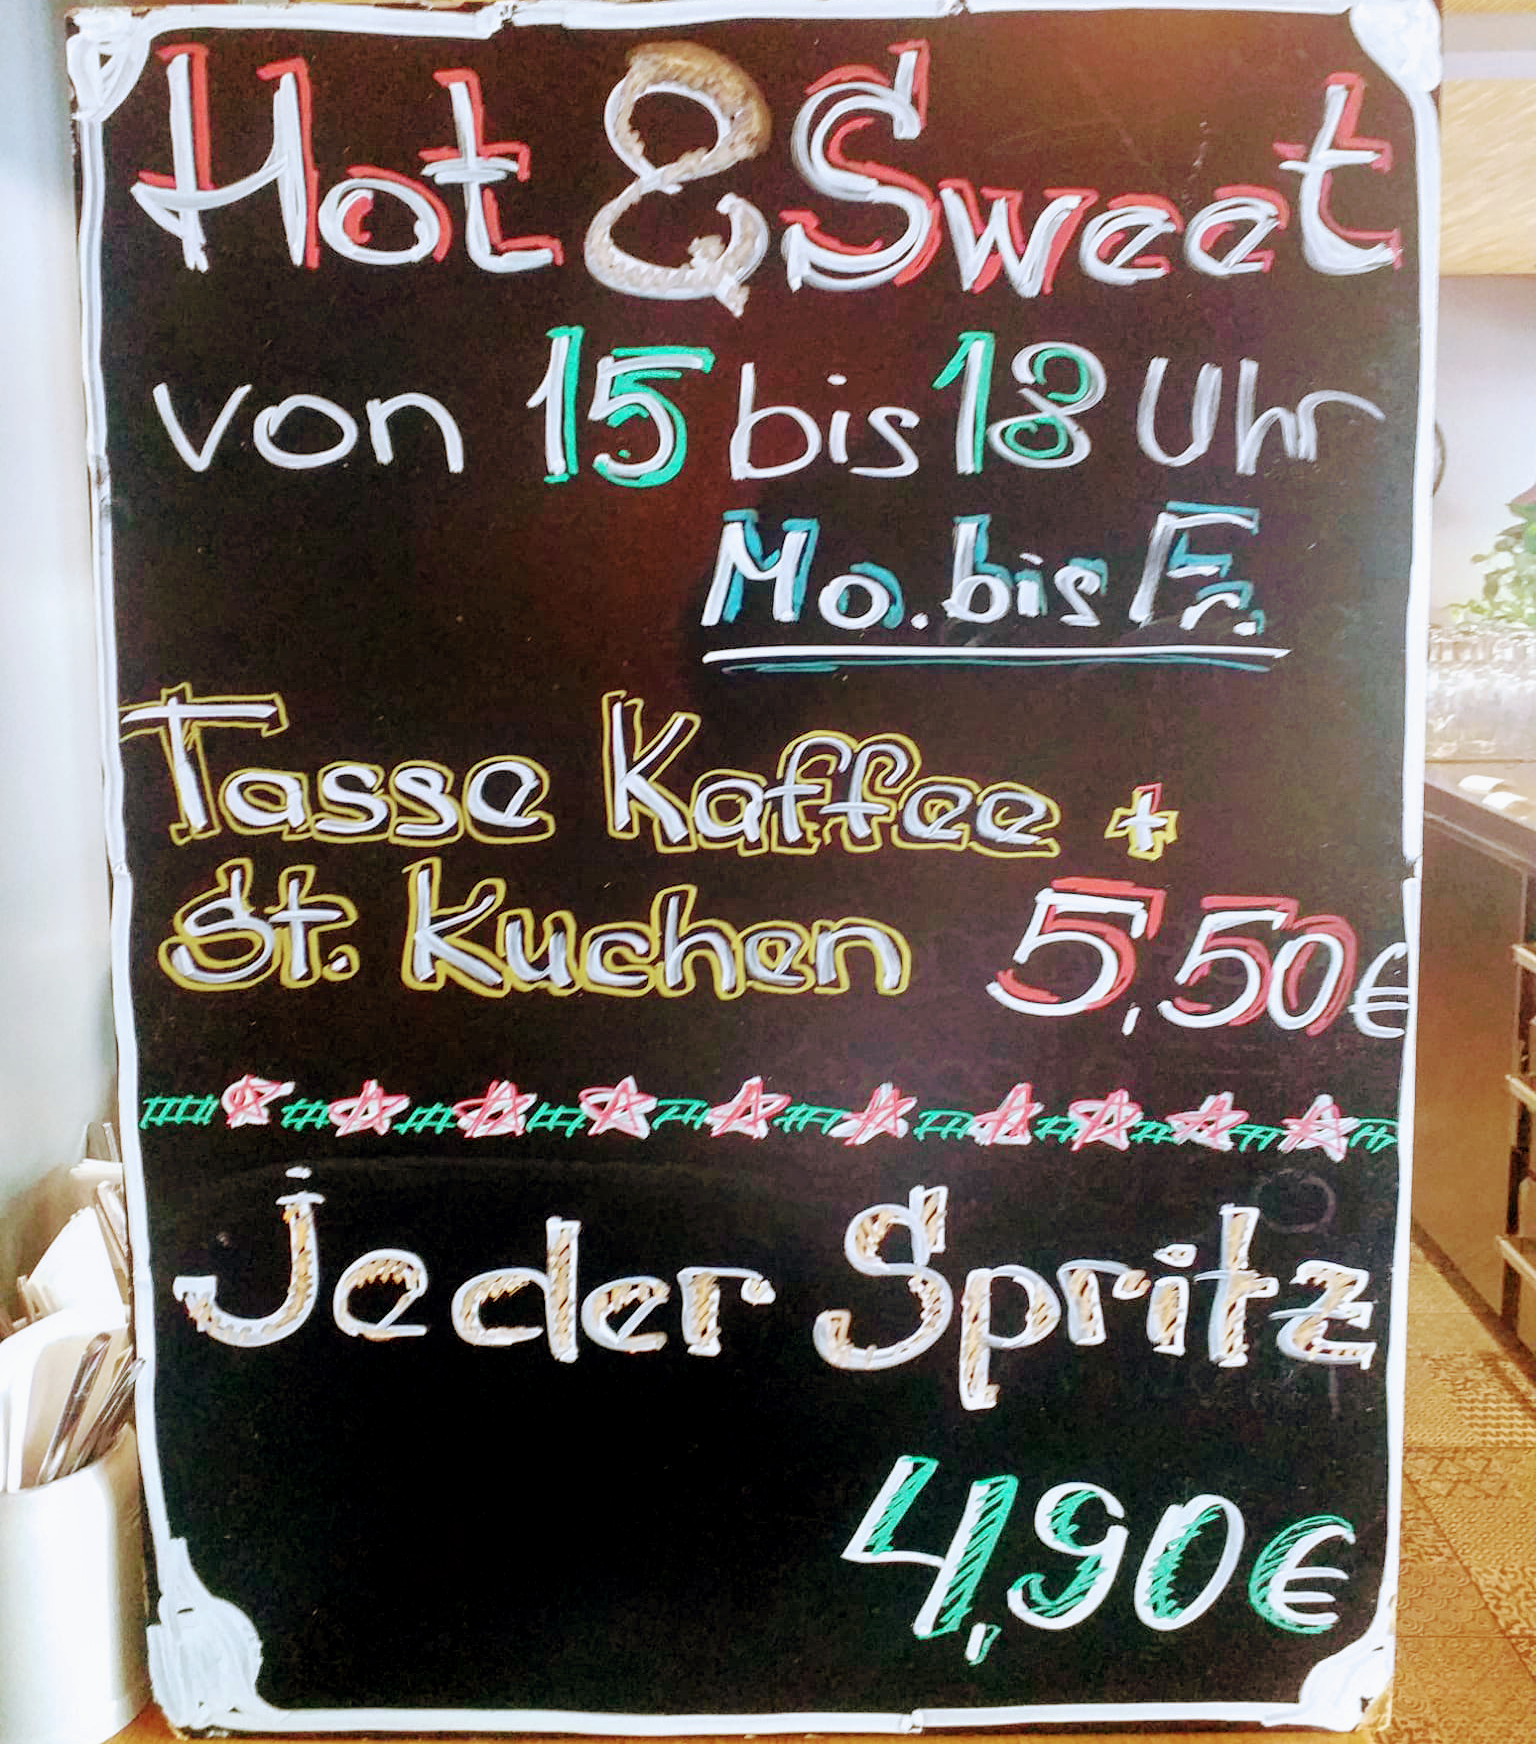 Hot & Sweet
von 15 bis 18 Uhr
Mo. bis Fr.
Tasse Kaffee +
St. Kuchen 5,50€
Jeder Spritz
4,90€